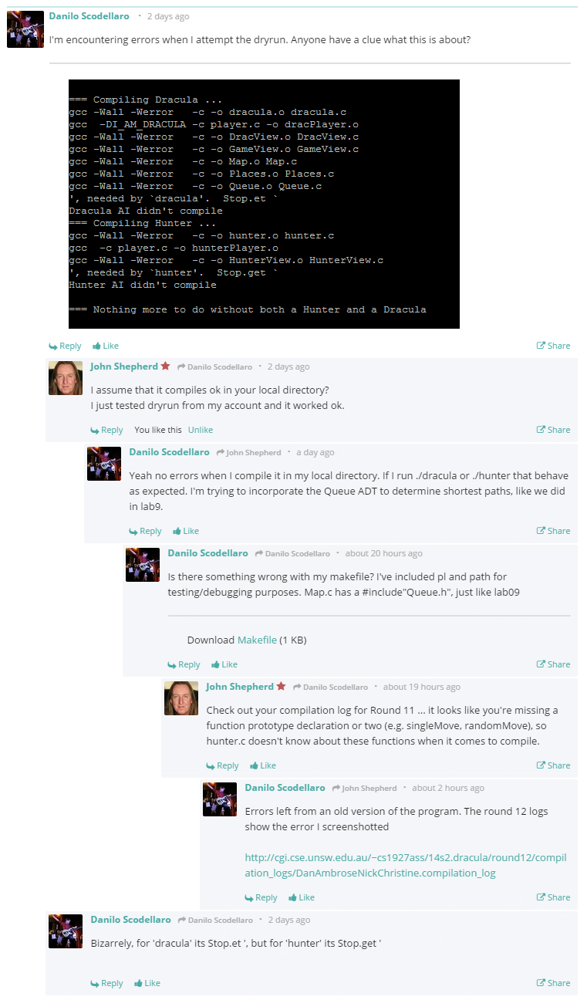 Danilo Scodellaro · 2 days ago
I'm encountering errors when I attempt the dryrun. Anyone have a clue what this is about?
=== Compiling Dracula ...
gcc -Wall -Werror   -c -o dracula.o dracula.c
gcc  -DI_AM_DRACULA -c player.c -o dracPlayer.o
gcc -Wall -Werror   -c -o DracView.o DracView.c
gcc -Wall -Werror   -c -o GameView.o GameView.c
gcc -Wall -Werror   -c -o Map.o Map.c
gcc -Wall -Werror   -c -o Places.o Places.c
gcc -Wall -Werror   -c -o Queue.o Queue.c
', needed by `dracula'.  Stop.et `
Dracula AI didn't compile
=== Compiling Hunter ...
gcc -Wall -Werror   -c -o hunter.o hunter.c
gcc  -c player.c -o hunterPlayer.o
gcc -Wall -Werror   -c -o HunterView.o HunterView.c
', needed by `hunter'.  Stop.get `
Hunter AI didn't compile
=== Nothing more to do without both a Hunter and a Dracula
Reply Like Share
John Shepherd Danilo Scodellaro · 2 days ago
I assume that it compiles ok in your local directory?
I just tested dryrun from my account and it worked ok.
Reply You like this Unlike Share
Danilo Scodellaro John Shepherd · a day ago
Yeah no errors when I compile it in my local directory. If I run ./dracula or ./hunter that behave
as expected. I'm trying to incorporate the Queue ADT to determine shortest paths, like we did
in lab9.
Reply Like Share
Danilo Scodellaro Danilo Scodellaro · about 20 hours ago
Is there something wrong with my makefile? I've included pl and path for
testing/debugging purposes. Map.c has a #include"Queue.h", just like lab09
Download Makefile (1 KB)
Reply Like Share
John Shepherd Danilo Scodellaro · about 19 hours ago
Check out your compilation log for Round 11 ... it looks like you're missing a
function prototype declaration or two (e.g. singleMove, randomMove), so
hunter.c doesn't know about these functions when it comes to compile.
Reply Like Share
Danilo Scodellaro John Shepherd · about 2 hours ago
Errors left from an old version of the program. The round 12 logs
show the error I screenshotted
http://cgi.cse.unsw.edu.au/~cs1927ass/14s2.dracula/round12/compil
ation_logs/DanAmbroseNickChristine.compilation_log
Reply Like Share
Danilo Scodellaro Danilo Scodellaro · 2 days ago
Bizarrely, for 'dracula' its Stop.et ', but for 'hunter' its Stop.get '
Reply Like Share